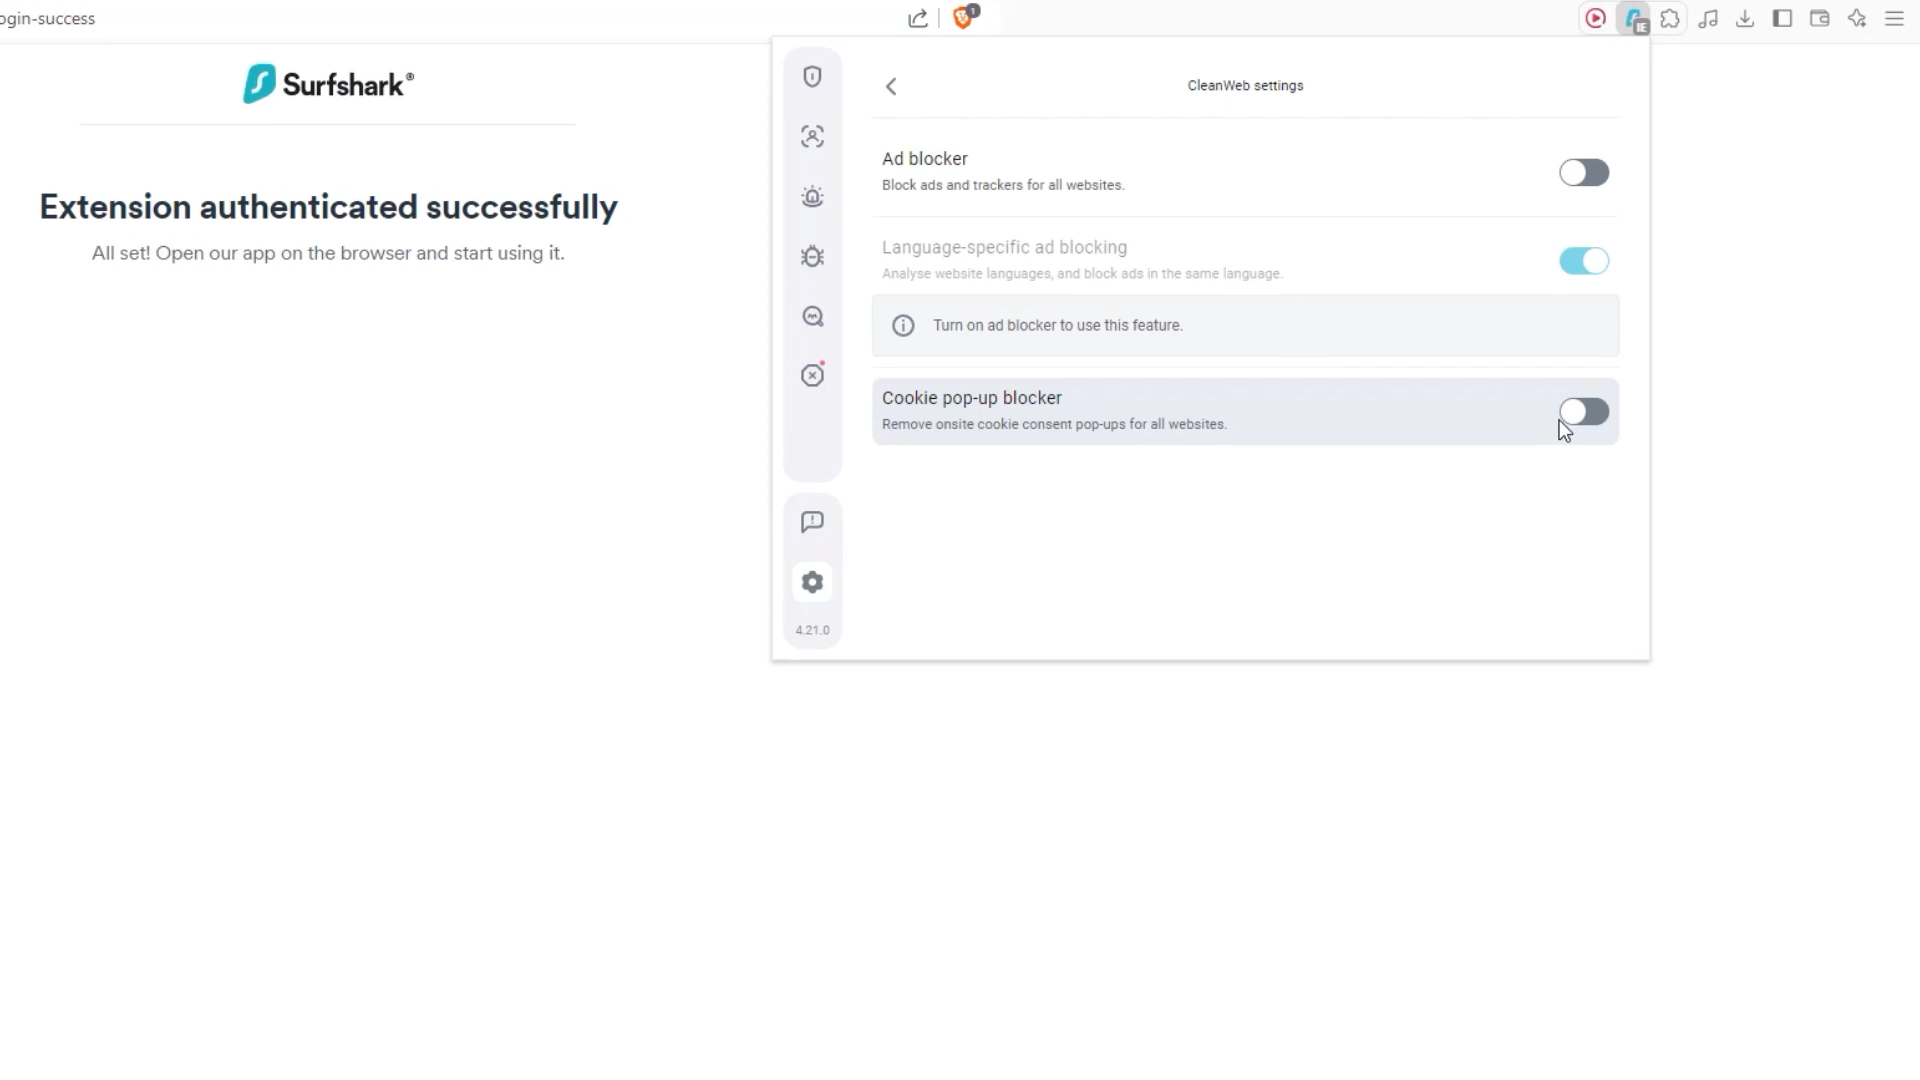 ogin-success
1
IE
Surfshark®
Extension authenticated successfully
All set! Open our app on the browser and start using it.
CleanWeb settings
Ad blocker
Block ads and trackers for all websites.
Language-specific ad blocking
Analyse website languages, and block ads in the same language.
Turn on ad blocker to use this feature.
Cookie pop-up blocker
Remove onsite cookie consent pop-ups for all websites.
4.21.0